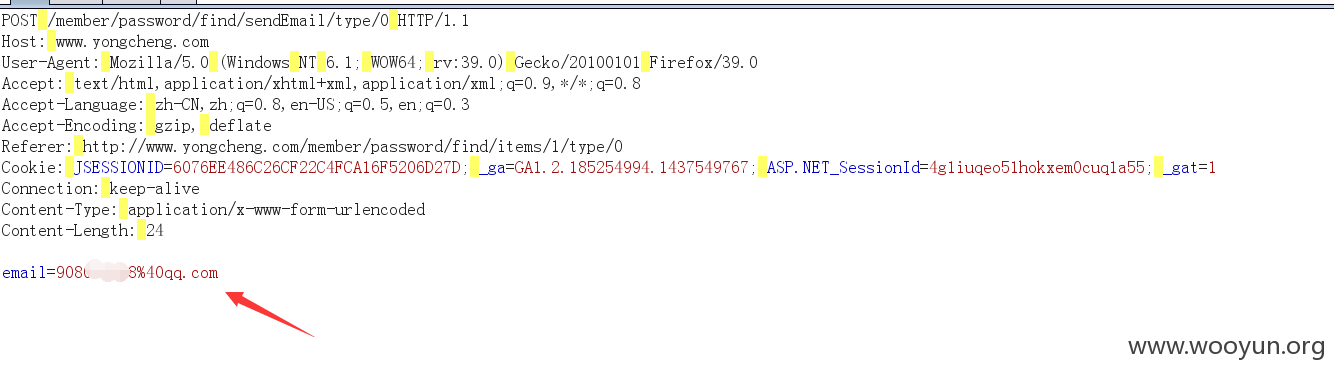 POST /member/password/find/sendEmail/type/0 HTTP/1.1
Host: www.yongcheng.com
User-Agent: Mozilla/5.0 (Windows NT 6.1; WOW64; rv:39.0) Gecko/20100101 Firefox/39.0
Accept: text/html,application/xhtml+xml,application/xml;q=0.9,*/*;q=0.8
Accept-Language: zh-CN,zh;q=0.8,en-US;q=0.5,en;q=0.3
Accept-Encoding: gzip, deflate
Referer: http://www.yongcheng.com/member/password/find/items/1/type/0
Cookie: JSESSIONID=6076EE486C26CF22C4FCA16F5206D27D; _ga=GA1.2.185254994.1437549767; ASP.NET_SessionId=4gliuqeo51hokxem0cuqla55; _gat=1
Connection: keep-alive
Content-Type: application/x-www-form-urlencoded
Content-Length: 24
email=908 8%40qq.com
www.wooyun.org